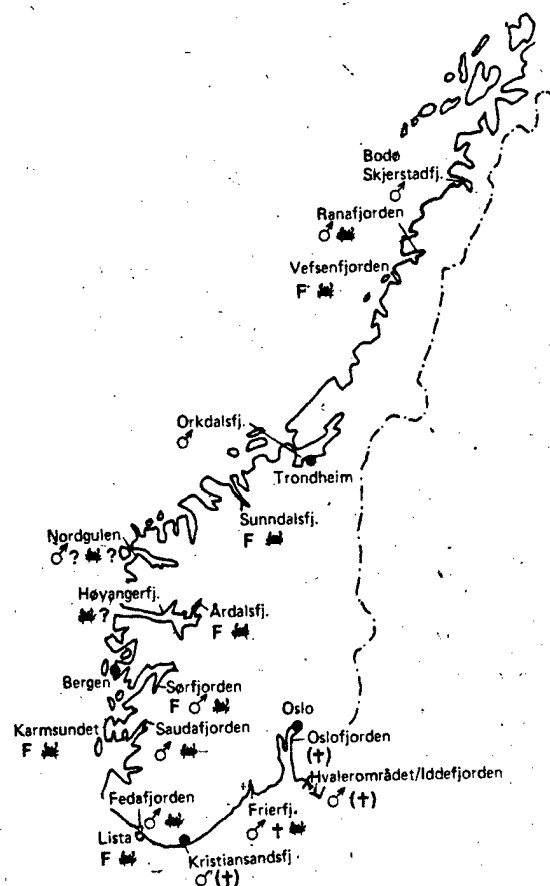 Bodø
Skjerstadfj.
♂
Ranafjorden
♂
Vefsenfjorden
F
Orkdalsfj.
♂
Trondheim
Sunndalsfj.
F
Nordgulen
♂? ?
Høyangerfj.
?
Årdalsfj.
F
Bergen
Sørfjorden
F ♂
Karmsundet
F
Saudafjorden
♂
Oslo
Oslofjorden
(†)
Hvalerområdet/Iddefjorden
♂ (†)
Fedafjorden
♂
Frierfj.
♂ †
Lista
F
Kristiansandsfj.
♂ (†)